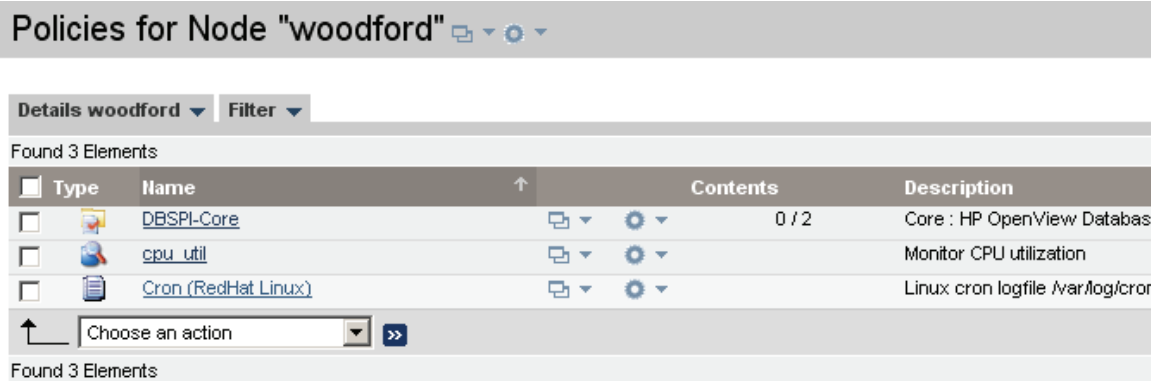 Policies for Node "woodford"
Details woodford Filter
Found 3 Elements
Type Name Contents Description
DBSPI-Core 0 / 2 Core : HP OpenView Databas
cpu_util Monitor CPU utilization
Cron (RedHat Linux) Linux cron logfile /var/log/cron
Choose an action
Found 3 Elements